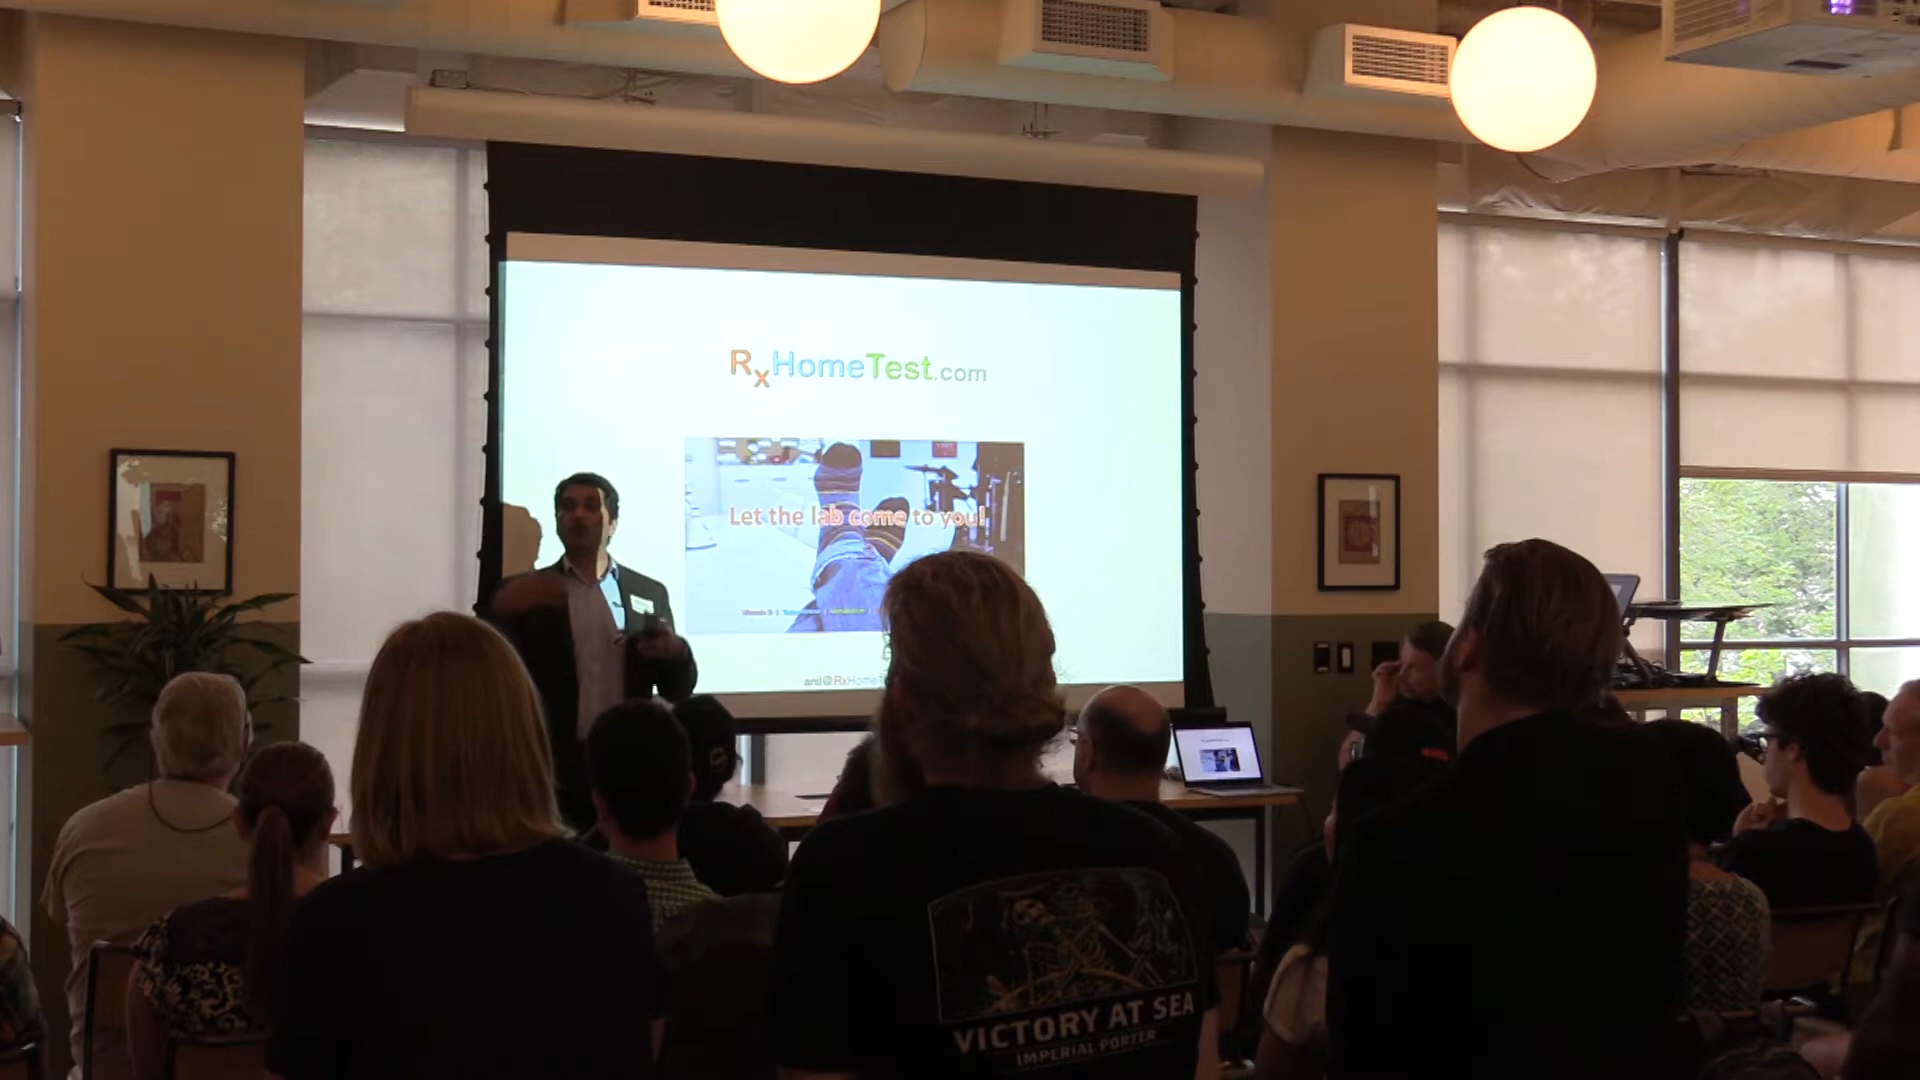 RxHomeTest.com
Let the lab come to you!
VICTORY AT SEA
IMPERIAL PORTER